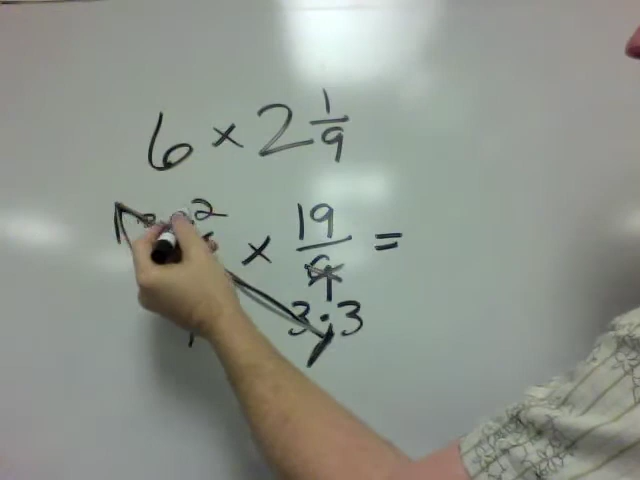 6 × 2 1/9
2 × 19/9 =
3 · 3